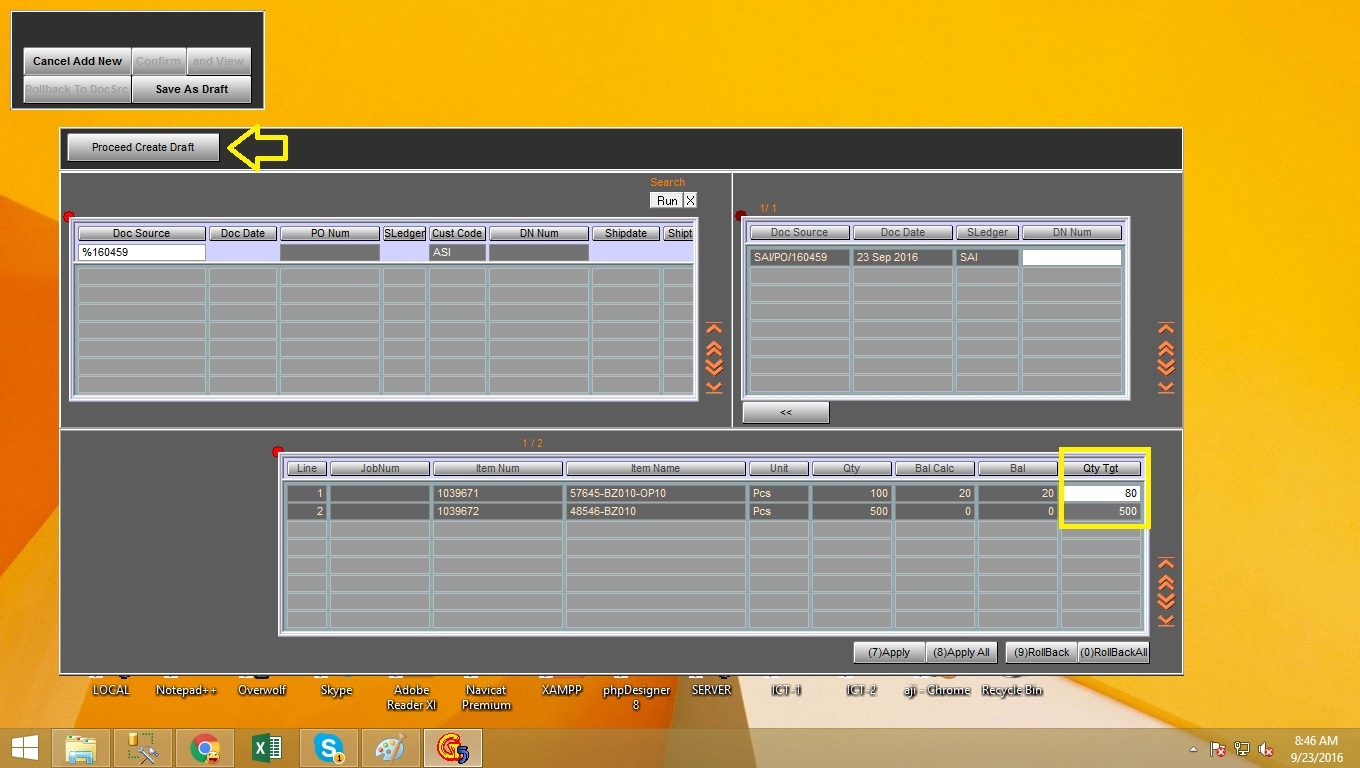 Cancel Add New Confirm and View
Rollback To DocSrc Save As Draft
Proceed Create Draft
Search
Run X
Doc Source Doc Date PO Num SLedger Cust Code DN Num Shipdate Shipt
%160459 ASI
1/ 1
Doc Source Doc Date SLedger DN Num
SAI/PO/160459 23 Sep 2016 SAI
<<
1 / 2
Line JobNum Item Num Item Name Unit Qty Bal Calc Bal Qty Tgt
1 1039671 57645-BZ010-OP10 Pcs 100 20 20 80
2 1039672 48546-BZ010 Pcs 500 0 0 500
(7)Apply (8)Apply All (9)RollBack (0)RollBackAll
LOCAL Notepad++ Overwolf Skype Adobe Reader XI Navicat Premium XAMPP phpDesigner 8 SERVER ICT-1 ICT-2 aji - Chrome Recycle Bin
8:46 AM
9/23/2016